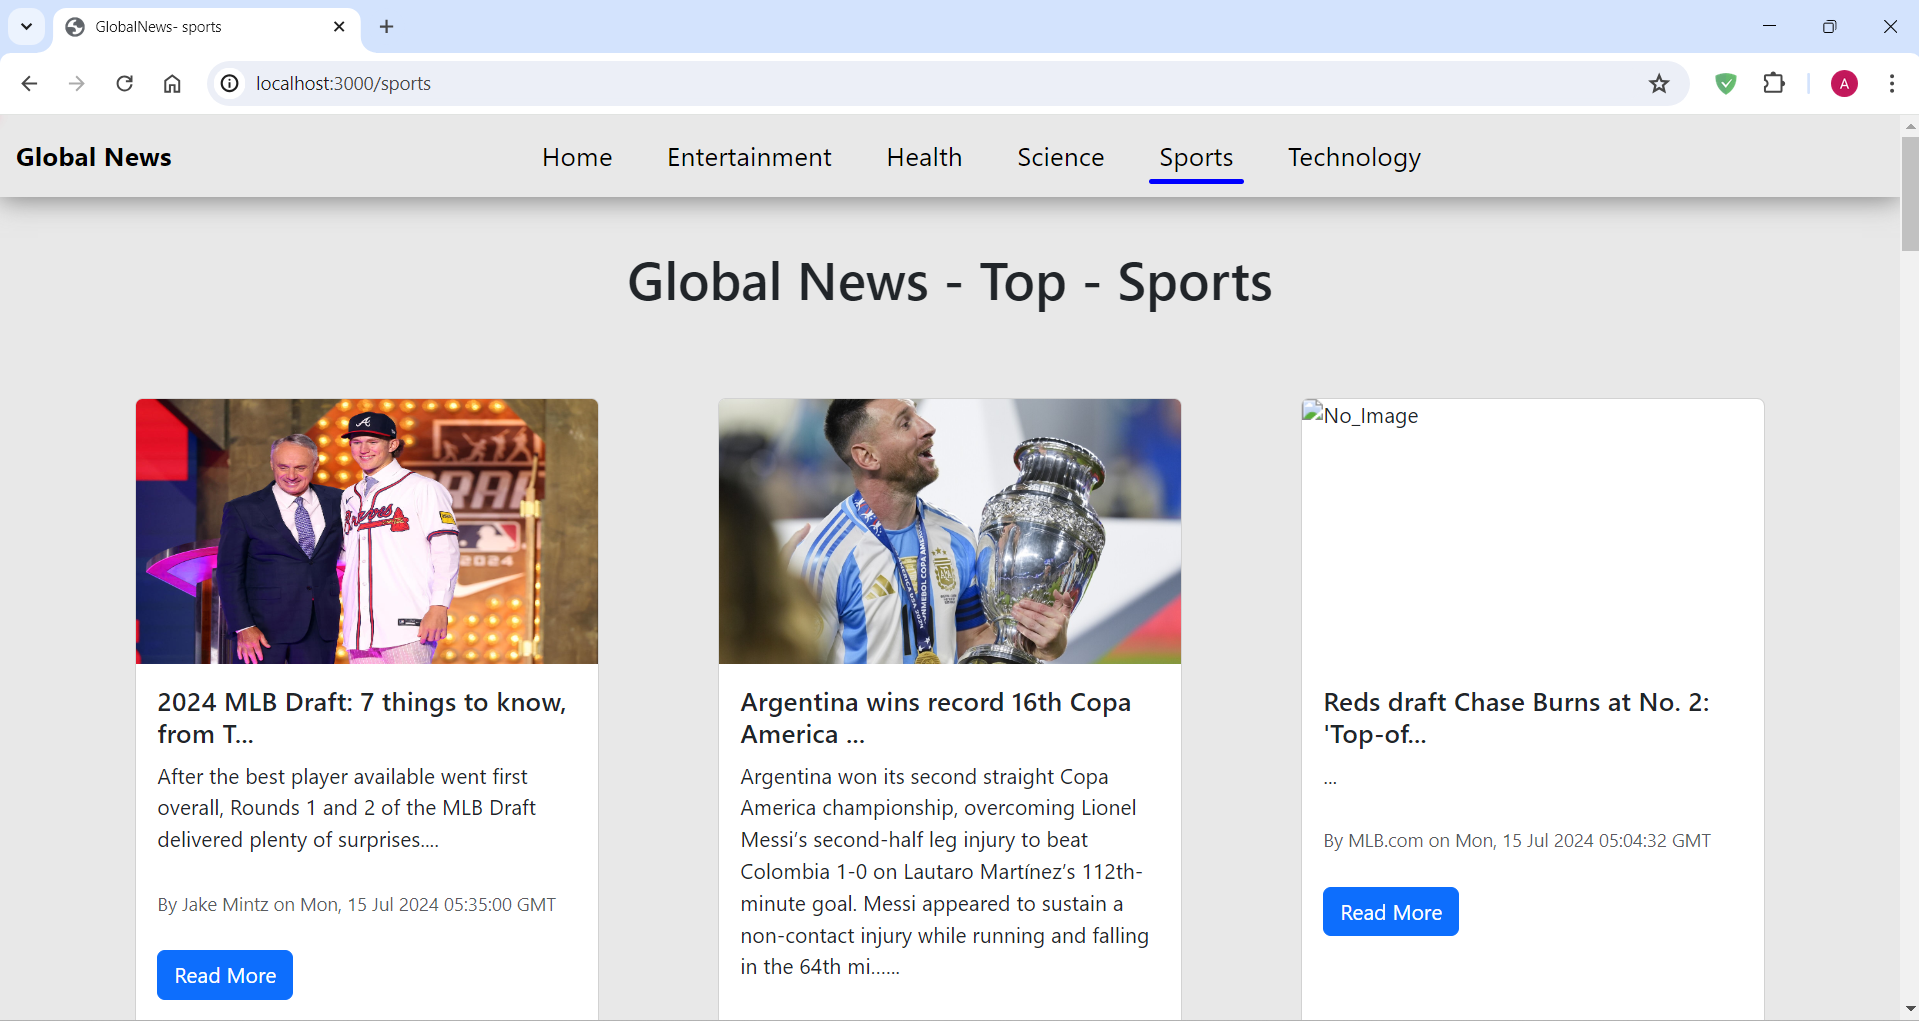 GlobalNews- sports
localhost:3000/sports
A
Global News
Home
Entertainment
Health
Science
Sports
Technology
Global News - Top - Sports
A
DRAFT
Braves
MLB
2024
2024 MLB Draft: 7 things to know,
from T...
After the best player available went first
overall, Rounds 1 and 2 of the MLB Draft
delivered plenty of surprises....
By Jake Mintz on Mon, 15 Jul 2024 05:35:00 GMT
Read More
AFA
Argentina wins record 16th Copa
America ...
Argentina won its second straight Copa
America championship, overcoming Lionel
Messi’s second-half leg injury to beat
Colombia 1-0 on Lautaro Martínez’s 112th-
minute goal. Messi appeared to sustain a
non-contact injury while running and falling
in the 64th mi......
No_Image
Reds draft Chase Burns at No. 2:
'Top-of...
...
By MLB.com on Mon, 15 Jul 2024 05:04:32 GMT
Read More